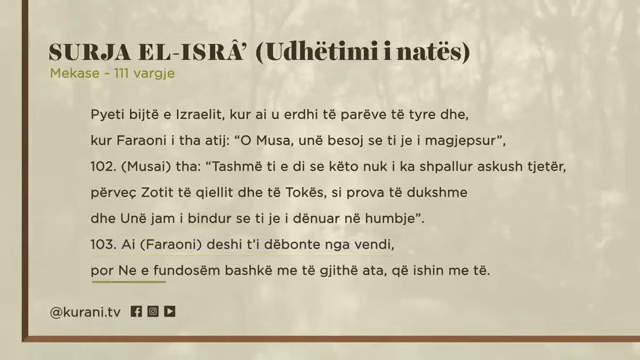 SURJA EL-ISRÂ’ (Udhëtimi i natës)
Mekase - 111 vargje
Pyeti bijtë e Izraelit, kur ai u erdhi të parëve të tyre dhe,
kur Faraoni i tha atij: “O Musa, unë besoj se ti je i magjepsur”,
102. (Musai) tha: “Tashmë ti e di se këto nuk i ka shpallur askush tjetër,
përveç Zotit të qiellit dhe të Tokës, si prova të dukshme
dhe Unë jam i bindur se ti je i dënuar në humbje”.
103. Ai (Faraoni) deshi t’i dëbonte nga vendi,
por Ne e fundosëm bashkë me të gjithë ata, që ishin me të.
@kurani.tv